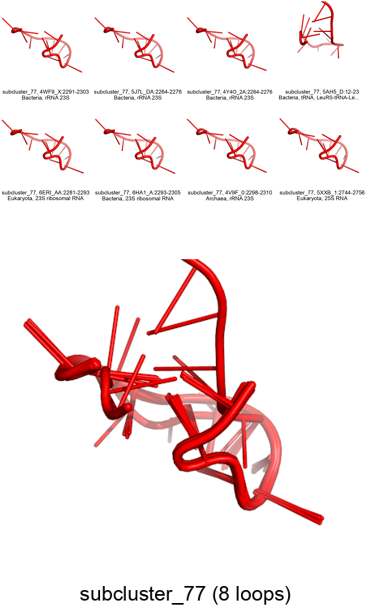 subcluster_77, 4WF9_X:2291-2303
Bacteria, rRNA 23S
subcluster_77, 5J7L_DA:2264-2276
Bacteria, rRNA 23S
subcluster_77, 4Y4O_2A:2264-2276
Bacteria, rRNA 23S
subcluster_77, 5AH5_D:12-23
Bacteria, tRNA, LeuRS-tRNA-Le...
subcluster_77, 6ERI_AA:2281-2293
Eukaryota, 23S ribosomal RNA
subcluster_77, 6HA1_A:2293-2305
Bacteria, 23S ribosomal RNA
subcluster_77, 4V9F_0:2298-2310
Archaea, rRNA 23S
subcluster_77, 5XXB_1:2744-2756
Eukaryota, 25S RNA
subcluster_77 (8 loops)